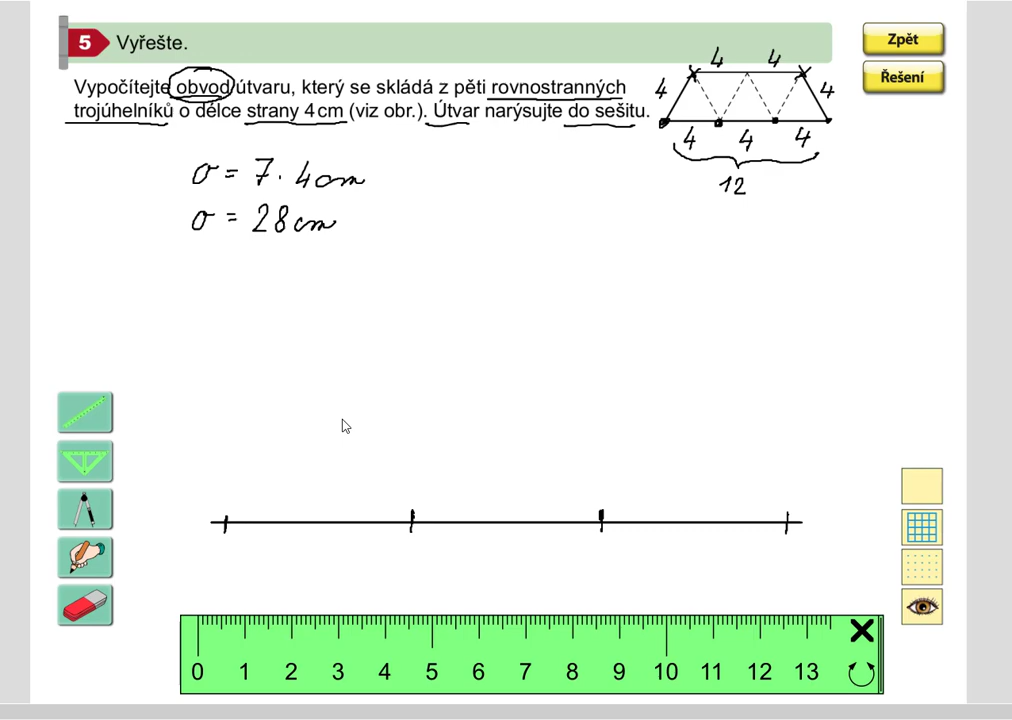 5 Vyřešte.
Zpět
Řešení
Vypočítejte obvod útvaru, který se skládá z pěti rovnostranných
trojúhelníků o délce strany 4 cm (viz obr.). Útvar narýsujte do sešitu.
4 4
4 4
4 4 4
12
o = 7 · 4 cm
o = 28 cm
0 1 2 3 4 5 6 7 8 9 10 11 12 13